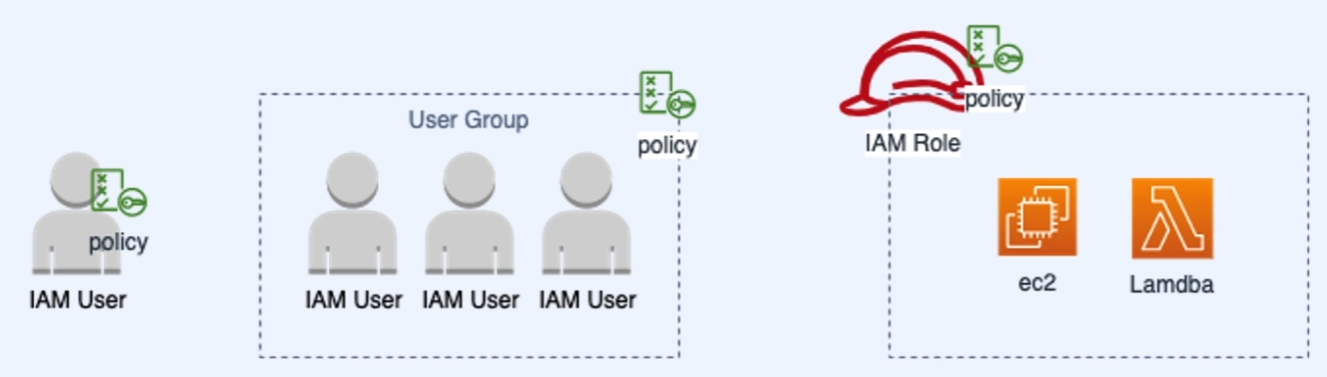 policy
IAM User
User Group
policy
IAM User
IAM User
IAM User
policy
IAM Role
ec2
Lamdba